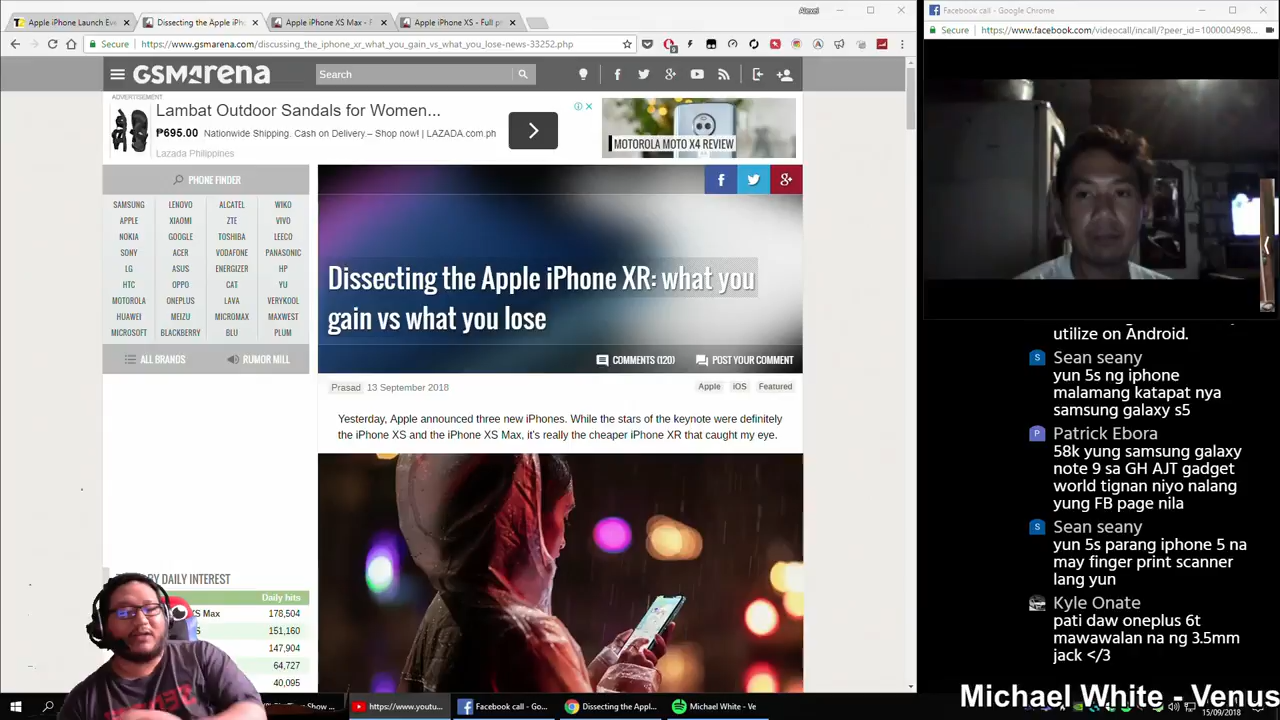 Apple iPhone Launch Eve
Dissecting the Apple iPho
Apple iPhone XS Max - F
Apple iPhone XS - Full p
Alexei
Facebook call - Google Chrome
Secure
https://www.gsmarena.com/discussing_the_iphone_xr_what_you_gain_vs_what_you_lose-news-33252.php
Secure
https://www.facebook.com/videocall/incall/?peer_id=1000004998...
GSMArena
Search
ADVERTISEMENT
Lambat Outdoor Sandals for Women...
₱695.00 Nationwide Shipping. Cash on Delivery.– Shop now! | LAZADA.com.ph
Lazada Philippines
MOTOROLA MOTO X4 REVIEW
PHONE FINDER
SAMSUNG LENOVO ALCATEL WIKO
APPLE XIAOMI ZTE VIVO
NOKIA GOOGLE TOSHIBA LEECO
SONY ACER VODAFONE PANASONIC
LG ASUS ENERGIZER HP
HTC OPPO CAT YU
MOTOROLA ONEPLUS LAVA VERYKOOL
HUAWEI MEIZU MICROMAX MAXWEST
MICROSOFT BLACKBERRY BLU PLUM
ALL BRANDS
RUMOR MILL
Dissecting the Apple iPhone XR: what you
gain vs what you lose
COMMENTS (120)
POST YOUR COMMENT
Prasad
13 September 2018
Apple
iOS
Featured
Yesterday, Apple announced three new iPhones. While the stars of the keynote were definitely
the iPhone XS and the iPhone XS Max, it's really the cheaper iPhone XR that caught my eye.
BY DAILY INTEREST
Daily hits
XS Max 178,504
151,160
147,904
64,727
40,095
utilize on Android.
Sean seany
yun 5s ng iphone
malamang katapat nya
samsung galaxy s5
Patrick Ebora
58k yung samsung galaxy
note 9 sa GH AJT gadget
world tignan niyo nalang
yung FB page nila
Sean seany
yun 5s parang iphone 5 na
may finger print scanner
lang yun
Kyle Onate
pati daw oneplus 6t
mawawalan na ng 3.5mm
jack </3
Michael White - Venus
Show
https://www.youtu...
Facebook call - Go...
Dissecting the Appl...
Michael White - Ve
15/09/2018